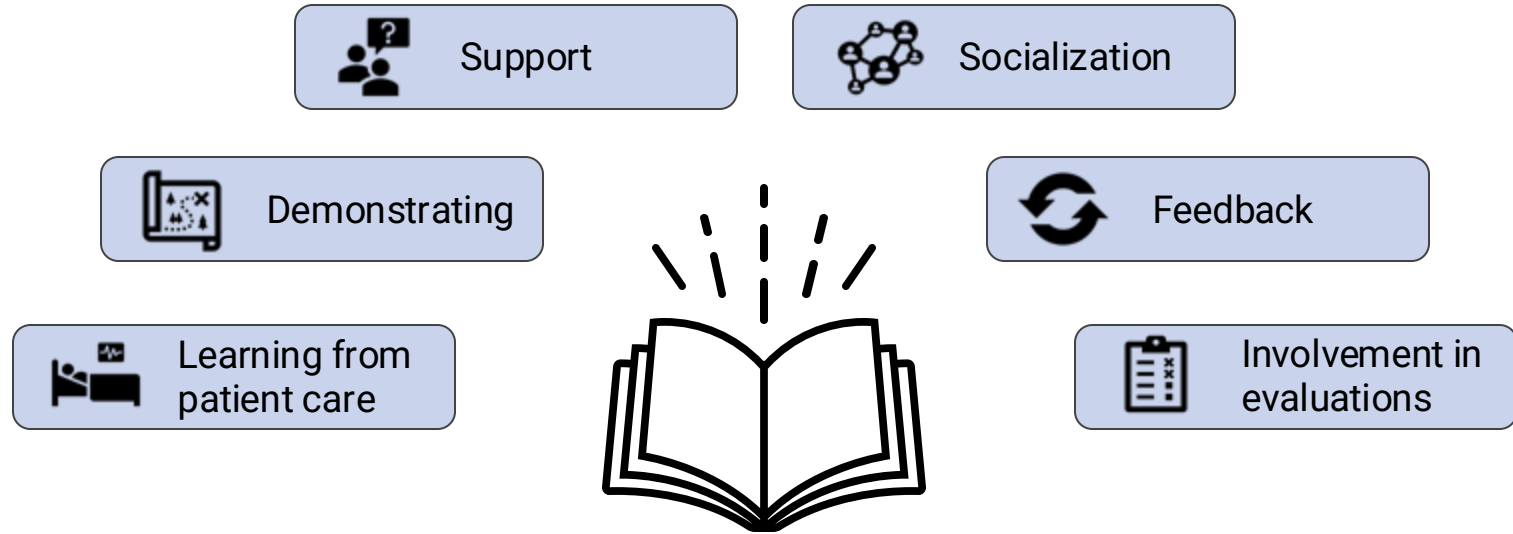 Support
Socialization
Demonstrating
Feedback
Learning from
patient care
Involvement in
evaluations